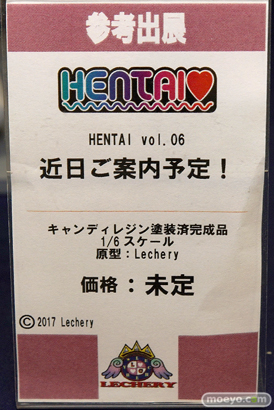 参考出展
HENTAI♥
HENTAI vol.06
近日ご案内予定！
キャンディレジン塗装済完成品
1/6スケール
原型：Lechery
価格：未定
©2017 Lechery
LECHERY
moeyo.com